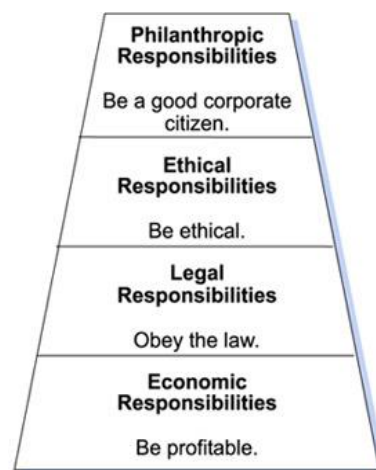 Philanthropic
Responsibilities
Be a good corporate
citizen.
Ethical
Responsibilities
Be ethical.
Legal
Responsibilities
Obey the law.
Economic
Responsibilities
Be profitable.